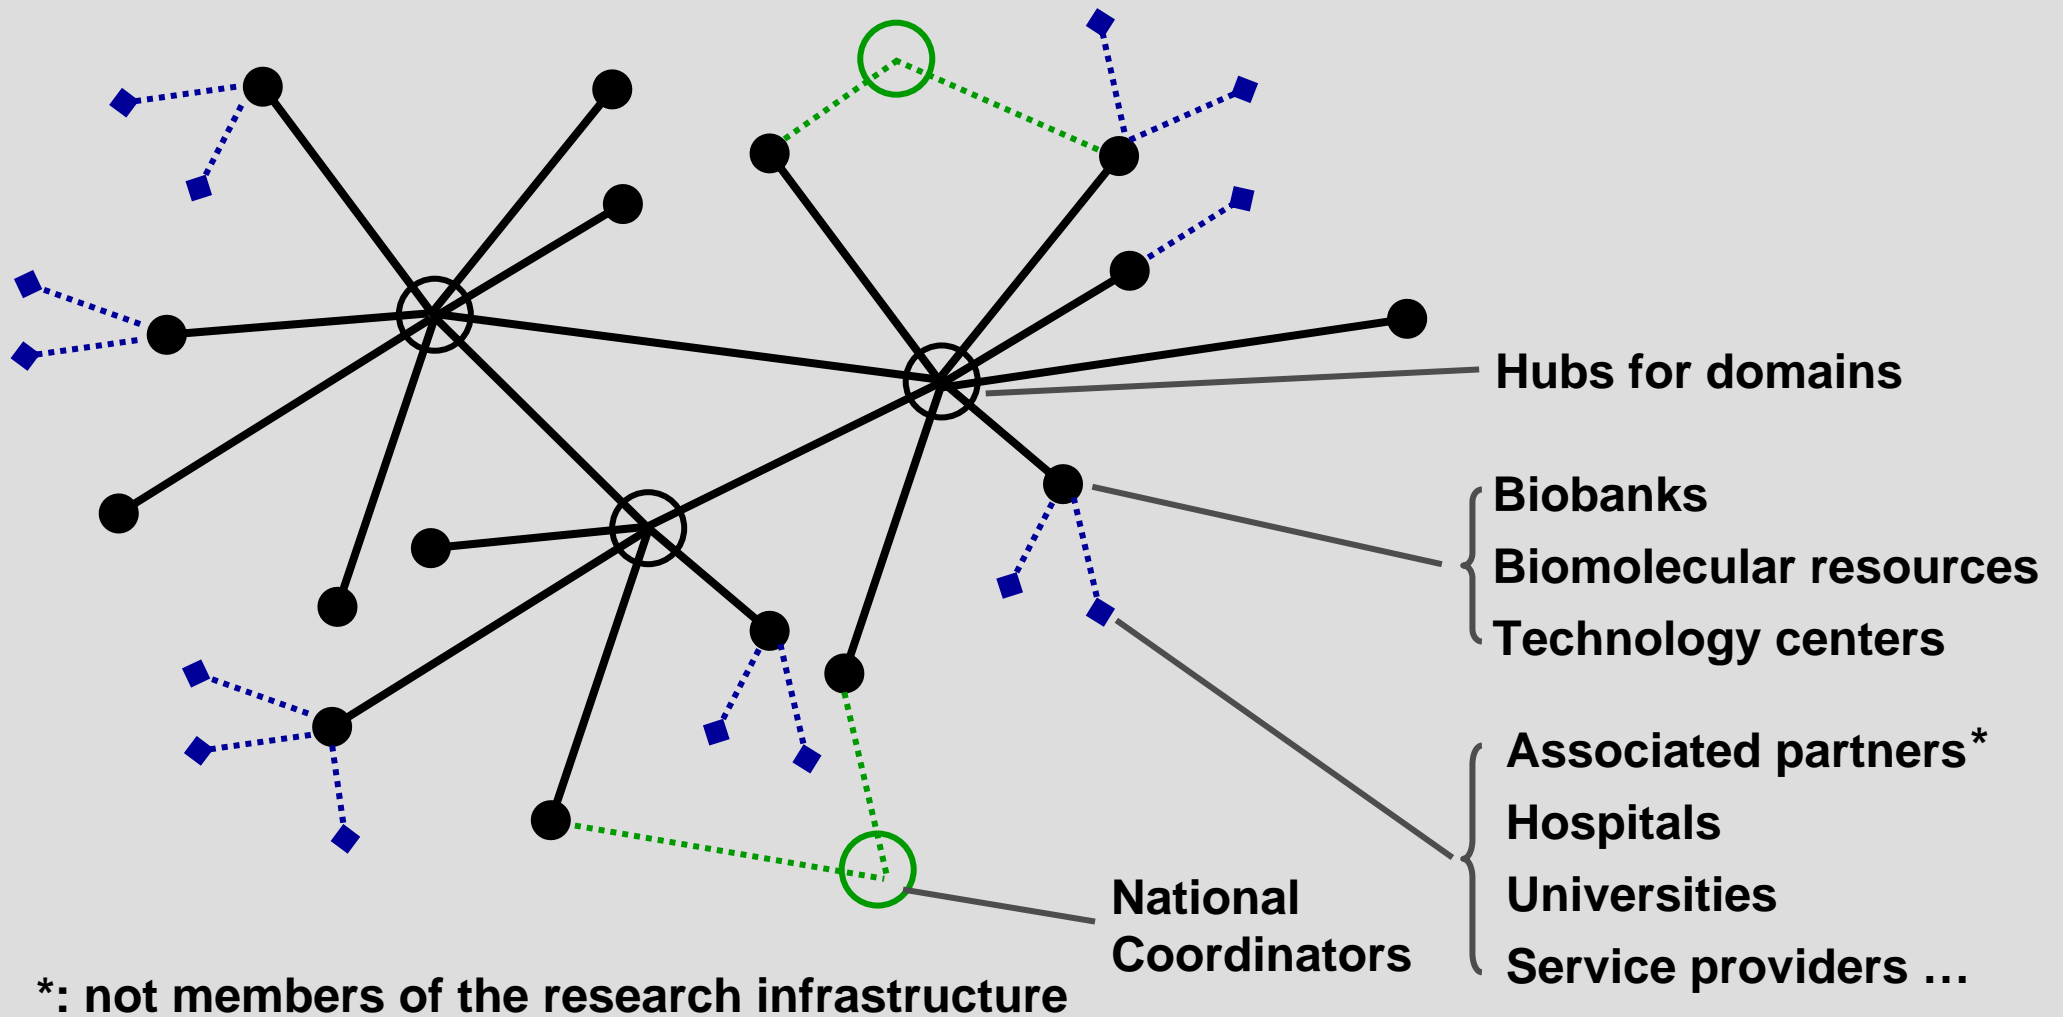 Hubs for domains
Biobanks
Biomolecular resources
Technology centers
Associated partners*
Hospitals
Universities
Service providers …
National
Coordinators
*: not members of the research infrastructure